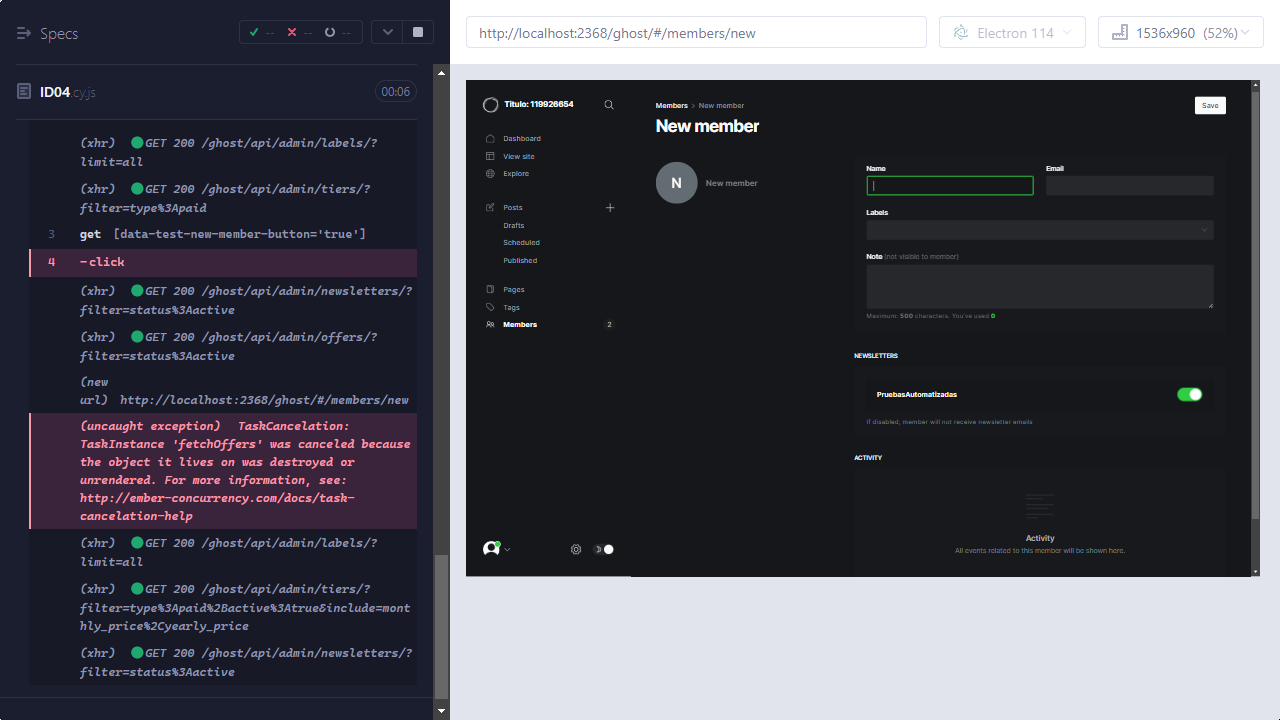 Specs
-- -- --
ID04.cy.js
00:06
(xhr) GET 200 /ghost/api/admin/labels/?
limit=all
(xhr) GET 200 /ghost/api/admin/tiers/?
filter=type%3Apaid
3 get [data-test-new-member-button='true']
4 -click
(xhr) GET 200 /ghost/api/admin/newsletters/?
filter=status%3Aactive
(xhr) GET 200 /ghost/api/admin/offers/?
filter=status%3Aactive
(new
url) http://localhost:2368/ghost/#/members/new
(uncaught exception) TaskCancelation:
TaskInstance 'fetchOffers' was canceled because
the object it lives on was destroyed or
unrendered. For more information, see:
http://ember-concurrency.com/docs/task-
cancelation-help
(xhr) GET 200 /ghost/api/admin/labels/?
limit=all
(xhr) GET 200 /ghost/api/admin/tiers/?
filter=type%3Apaid%2Bactive%3Atrue&include=mont
hly_price%2Cyearly_price
(xhr) GET 200 /ghost/api/admin/newsletters/?
filter=status%3Aactive
http://localhost:2368/ghost/#/members/new
Electron 114
1536x960 (52%)
Titulo: 119926654
Dashboard
View site
Explore
Posts
Drafts
Scheduled
Published
Pages
Tags
Members 2
Members > New member
Save
New member
N
New member
Name
Email
Labels
Note (not visible to member)
Maximum: 500 characters. You've used 0
NEWSLETTERS
PruebasAutomatizadas
If disabled, member will not receive newsletter emails
ACTIVITY
Activity
All events related to this member will be shown here.